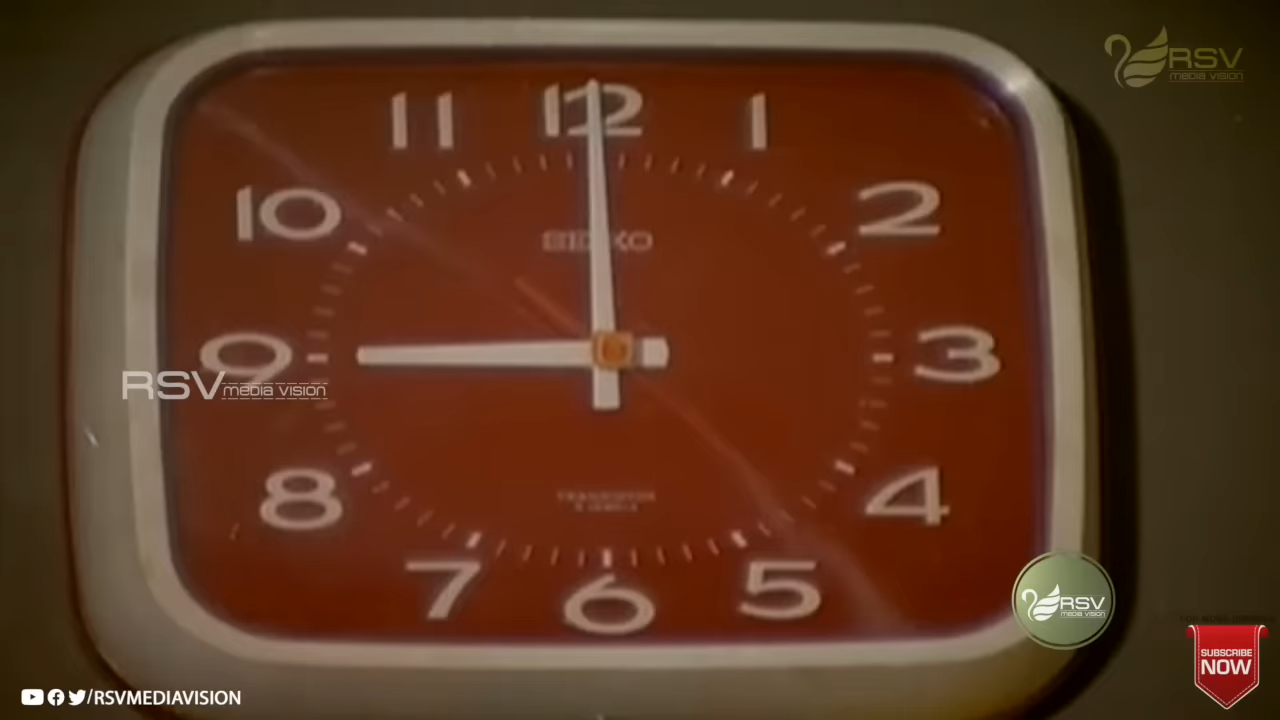 RSV
media vision
11 12 1
10 2
SEIKO
9 3
RSV media vision
8 4
7 6 5
RSV
media vision
SUBSCRIBE
NOW
/RSVMEDIAVISION